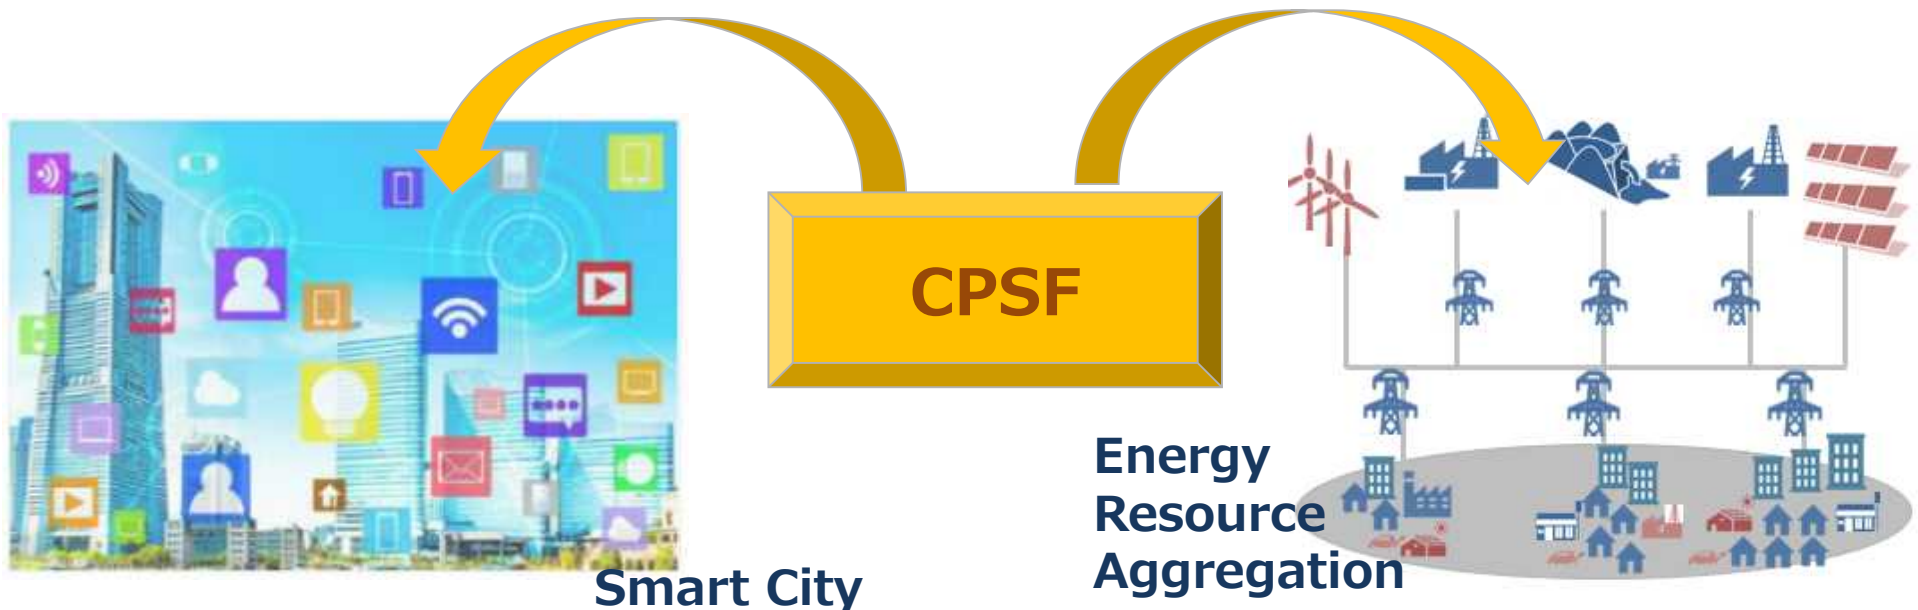 CPSF
Smart City
Energy
Resource
Aggregation